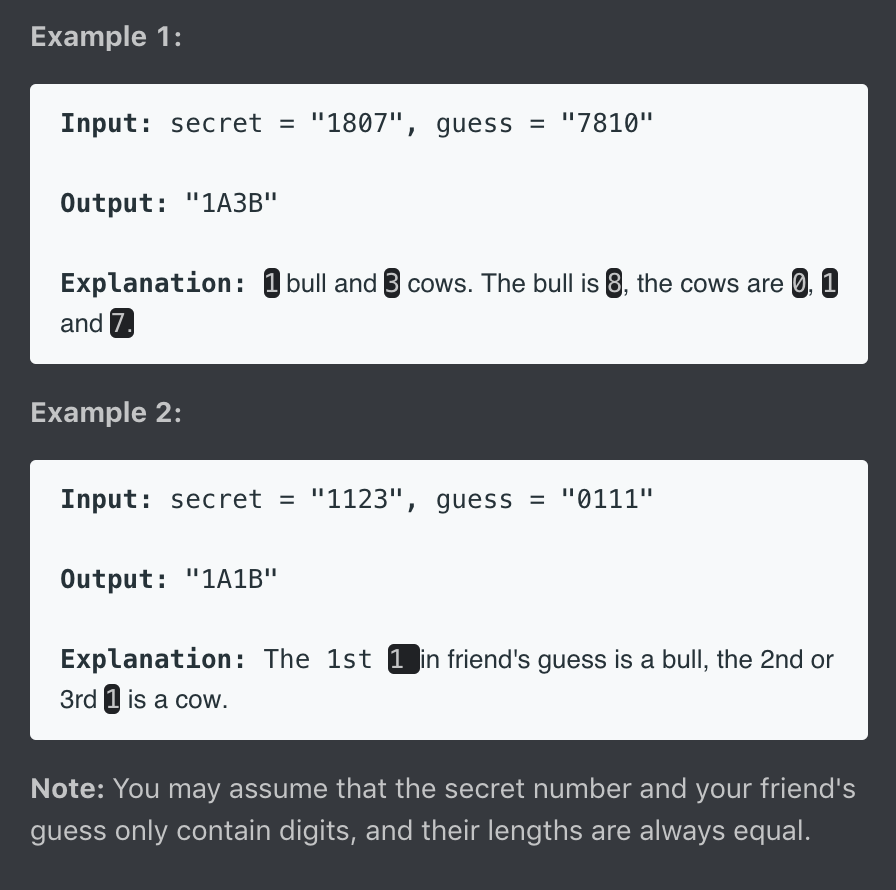 Example 1:
Input: secret = "1807", guess = "7810"
Output: "1A3B"
Explanation: 1 bull and 3 cows. The bull is 8, the cows are 0, 1
and 7.
Example 2:
Input: secret = "1123", guess = "0111"
Output: "1A1B"
Explanation: The 1st 1 in friend's guess is a bull, the 2nd or
3rd 1 is a cow.
Note: You may assume that the secret number and your friend's
guess only contain digits, and their lengths are always equal.